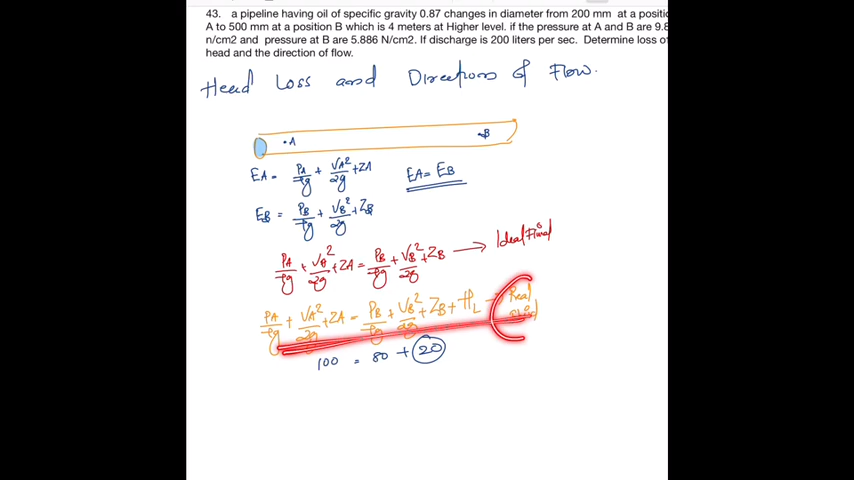 43. a pipeline having oil of specific gravity 0.87 changes in diameter from 200 mm at a positi
A to 500 mm at a position B which is 4 meters at Higher level. if the pressure at A and B are 9.8
n/cm2 and pressure at B are 5.886 N/cm2. If discharge is 200 liters per sec. Determine loss o
head and the direction of flow.
Head Loss and Directions of Flow.
A B
EA = PA/ρg + VA²/2g + ZA EA = EB
EB = PB/ρg + VB²/2g + ZB
PA/ρg + VA²/2g + ZA = PB/ρg + VB²/2g + ZB → Ideal Fluid
PA/ρg + VA²/2g + ZA = PB/ρg + VB²/2g + ZB + HL → Real Fluid
100 = 80 + 20